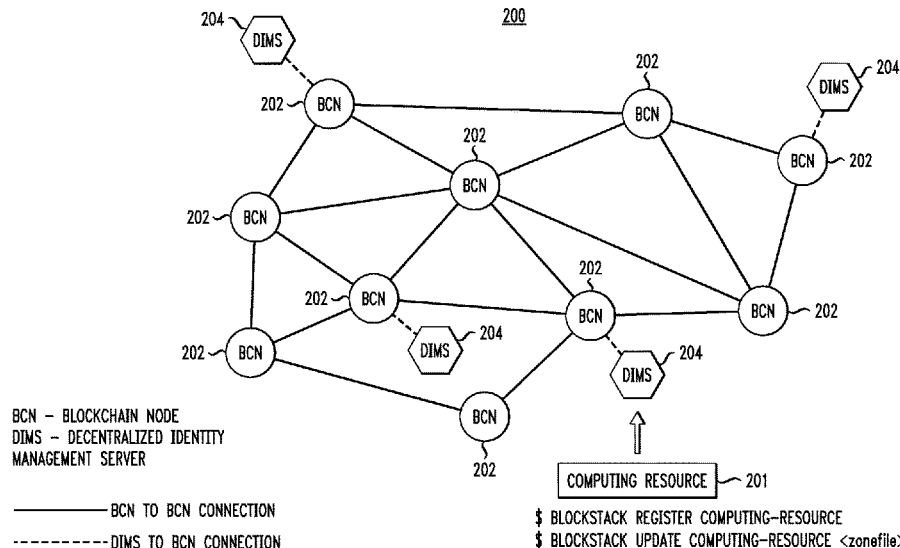 200
204
DIMS
202
BCN
202
BCN
DIMS
204
BCN
202
202
BCN
202
BCN
202
BCN
202
BCN
202
BCN
BCN
202
DIMS
204
202
BCN
DIMS
204
BCN
202
BCN - BLOCKCHAIN NODE
DIMS - DECENTRALIZED IDENTITY
MANAGEMENT SERVER
BCN TO BCN CONNECTION
DIMS TO BCN CONNECTION
COMPUTING RESOURCE
201
$ BLOCKSTACK REGISTER COMPUTING-RESOURCE
$ BLOCKSTACK UPDATE COMPUTING-RESOURCE <zonefile>